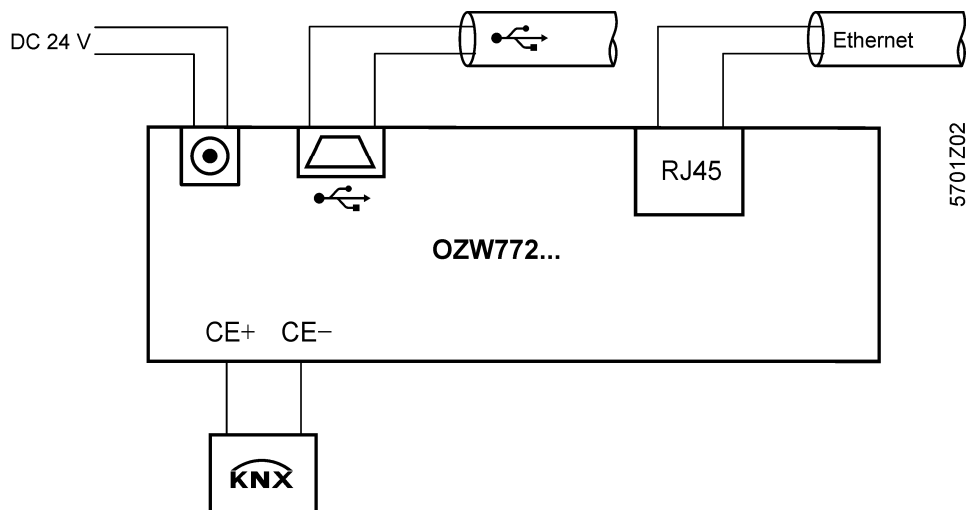 DC 24 V
Ethernet
RJ45
5701Z02
OZW772...
CE+ CE−
KNX